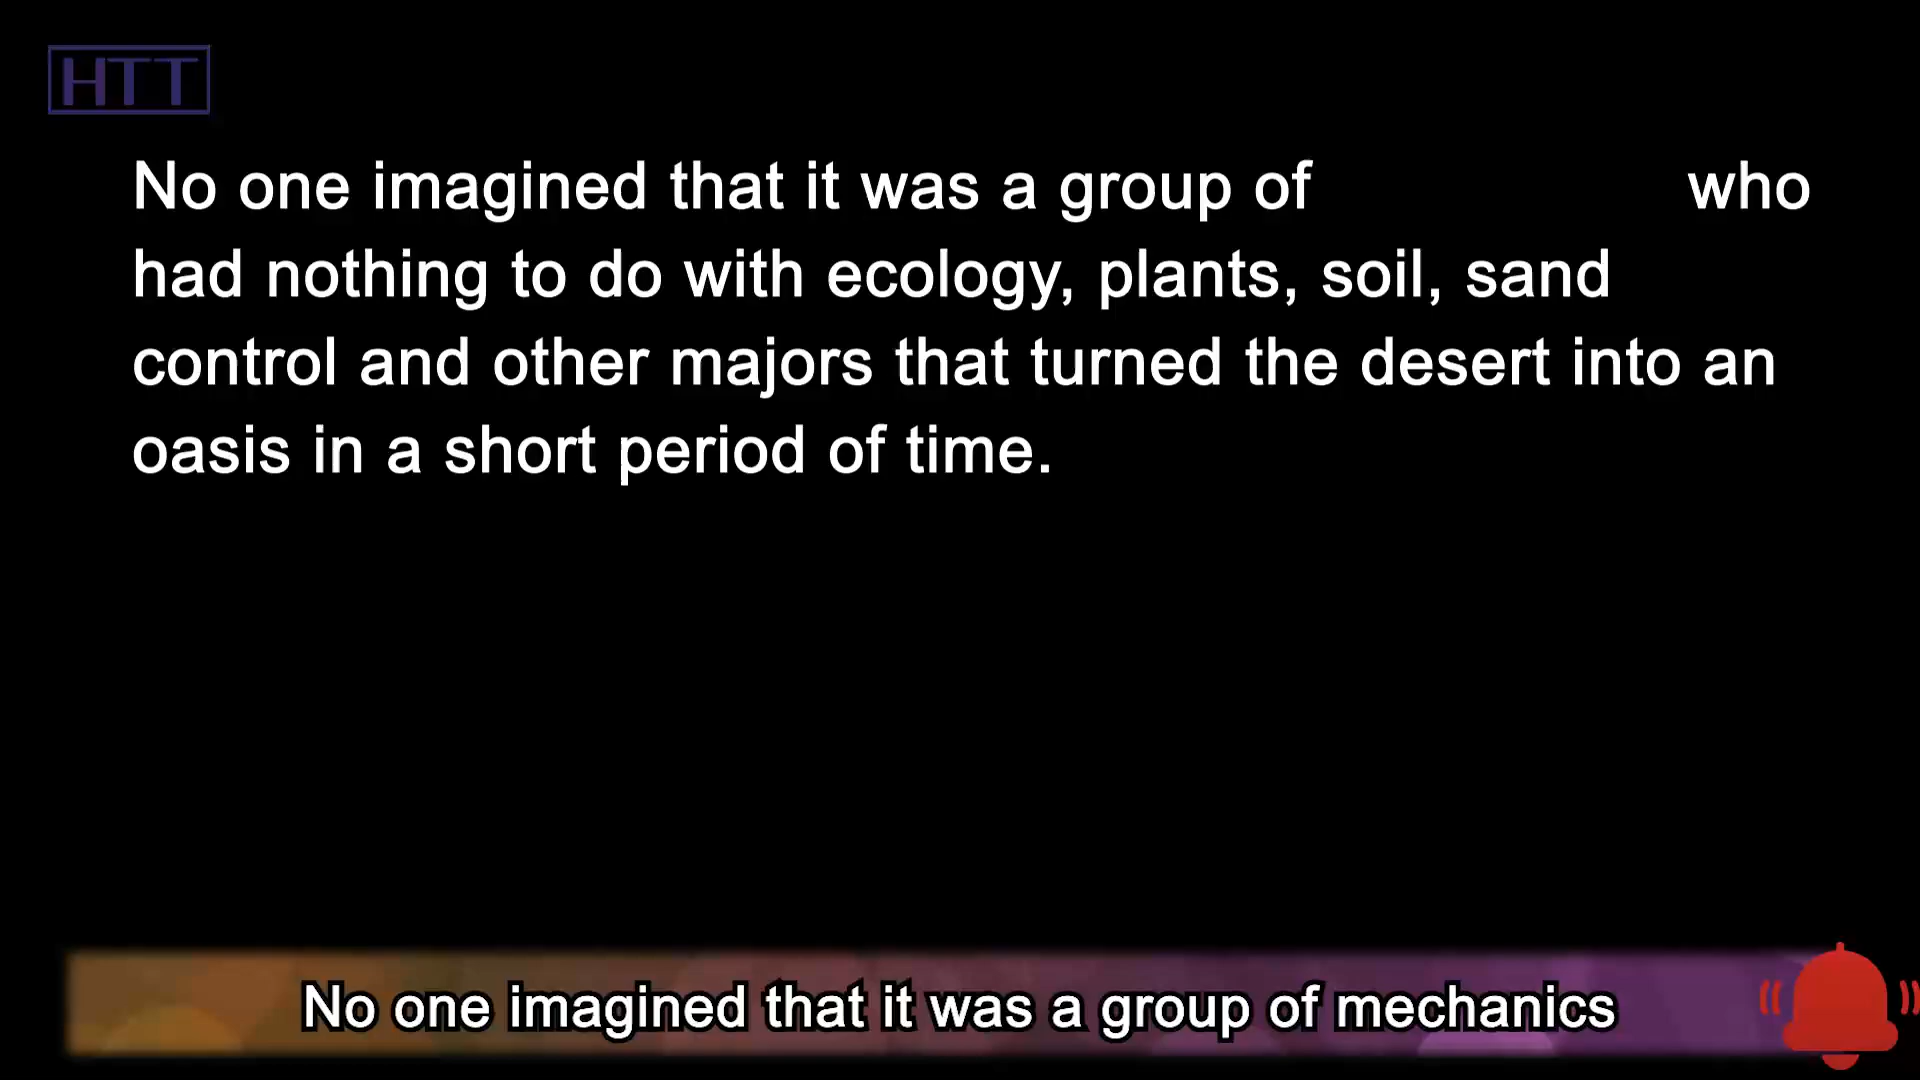 HTT
No one imagined that it was a group of who
had nothing to do with ecology, plants, soil, sand
control and other majors that turned the desert into an
oasis in a short period of time.
No one imagined that it was a group of mechanics